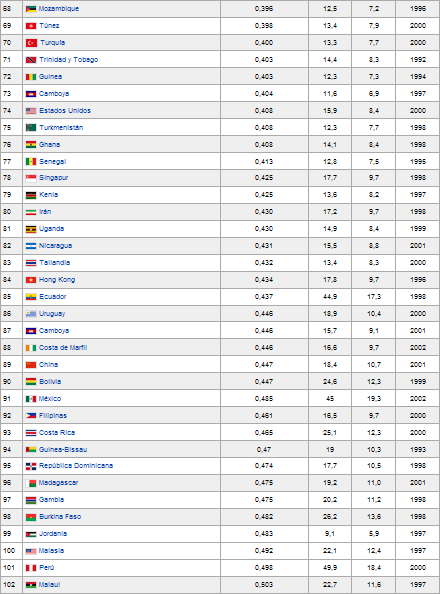 68 Mozambique 0,396 12,5 7,2 1996
69 Túnez 0,398 13,4 7,9 2000
70 Turquía 0,400 13,3 7,7 2000
71 Trinidad y Tobago 0,403 14,4 8,3 1992
72 Guinea 0,403 12,3 7,3 1994
73 Camboya 0,404 11,6 6,9 1997
74 Estados Unidos 0,408 15,9 8,4 2000
75 Turkmenistán 0,408 12,3 7,7 1998
76 Ghana 0,408 14,1 8,4 1998
77 Senegal 0,413 12,8 7,5 1995
78 Singapur 0,425 17,7 9,7 1998
79 Kenia 0,425 13,6 8,2 1997
80 Irán 0,430 17,2 9,7 1998
81 Uganda 0,430 14,9 8,4 1999
82 Nicaragua 0,431 15,5 8,8 2001
83 Tailandia 0,432 13,4 8,3 2000
84 Hong Kong 0,434 17,8 9,7 1996
85 Ecuador 0,437 44,9 17,3 1998
86 Uruguay 0,446 18,9 10,4 2000
87 Camboya 0,446 15,7 9,1 2001
88 Costa de Marfil 0,446 16,6 9,7 2002
89 China 0,447 18,4 10,7 2001
90 Bolivia 0,447 24,6 12,3 1999
91 México 0,485 45 19,3 2002
92 Filipinas 0,461 16,5 9,7 2000
93 Costa Rica 0,465 25,1 12,3 2000
94 Guinea-Bissau 0,47 19 10,3 1993
95 República Dominicana 0,474 17,7 10,5 1998
96 Madagascar 0,475 19,2 11,0 2001
97 Gambia 0,475 20,2 11,2 1998
98 Burkina Faso 0,482 26,2 13,6 1998
99 Jordania 0,483 9,1 5,9 1997
100 Malasia 0,492 22,1 12,4 1997
101 Perú 0,498 49,9 18,4 2000
102 Malaui 0,503 22,7 11,6 1997